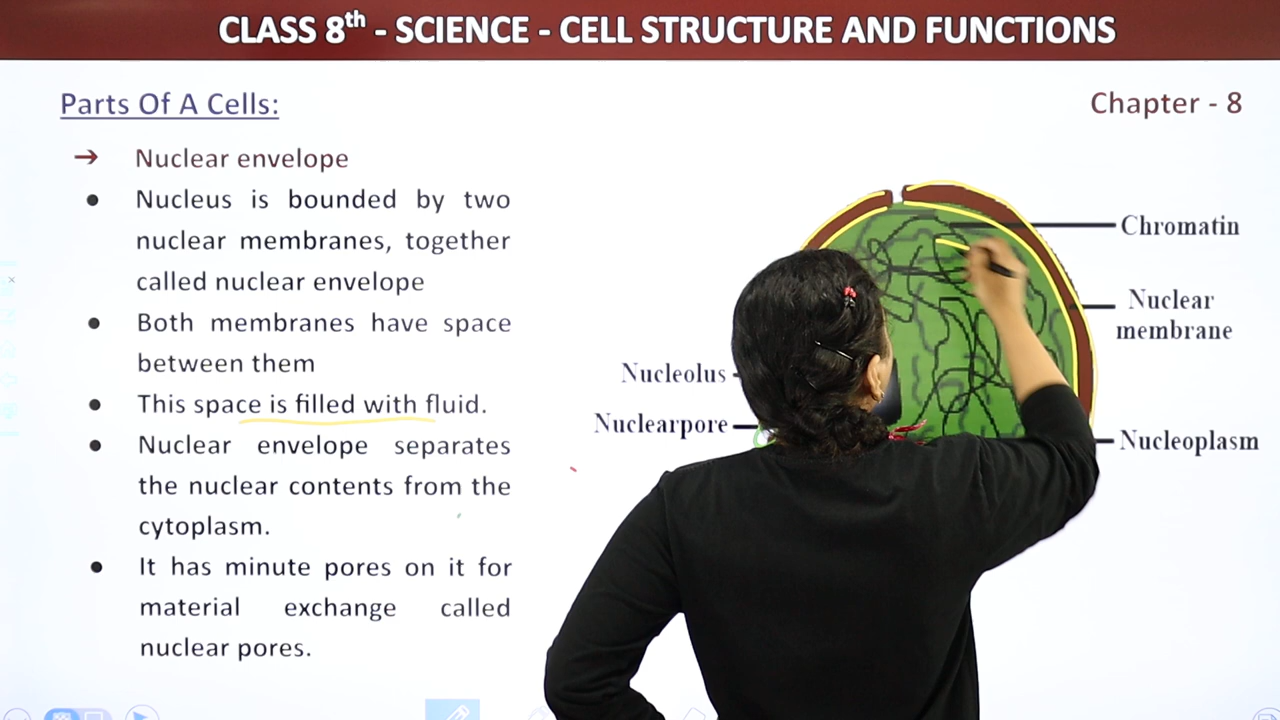 CLASS 8th - SCIENCE - CELL STRUCTURE AND FUNCTIONS
Parts Of A Cells:
Chapter - 8
➔ Nuclear envelope
● Nucleus is bounded by two
nuclear membranes, together
called nuclear envelope
● Both membranes have space
between them
● This space is filled with fluid.
● Nuclear envelope separates
the nuclear contents from the
cytoplasm.
● It has minute pores on it for
material exchange called
nuclear pores.
Chromatin
Nuclear
membrane
Nucleolus
Nuclearpore
Nucleoplasm